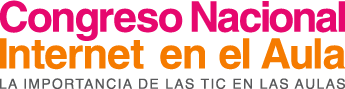 Congreso Nacional
Internet en el Aula
LA IMPORTANCIA DE LAS TIC EN LAS AULAS